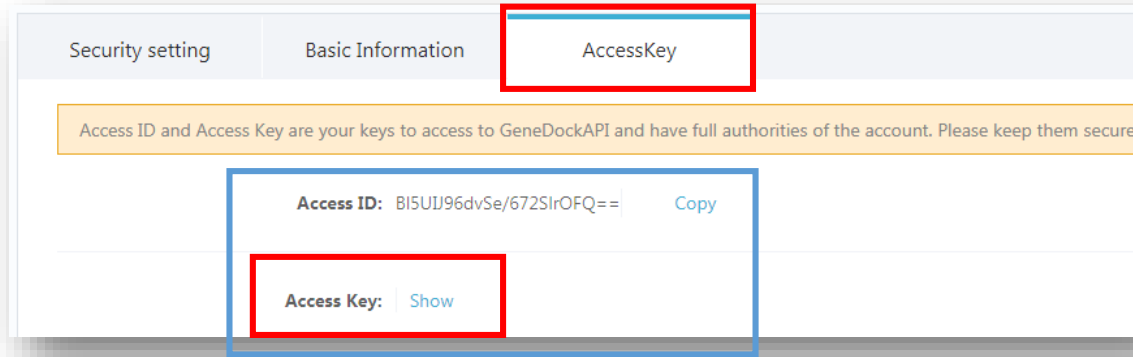 Security setting Basic Information AccessKey
Access ID and Access Key are your keys to access to GeneDockAPI and have full authorities of the account. Please keep them secure
Access ID: BI5UIJ96dvSe/672SIrOFQ== Copy
Access Key: Show